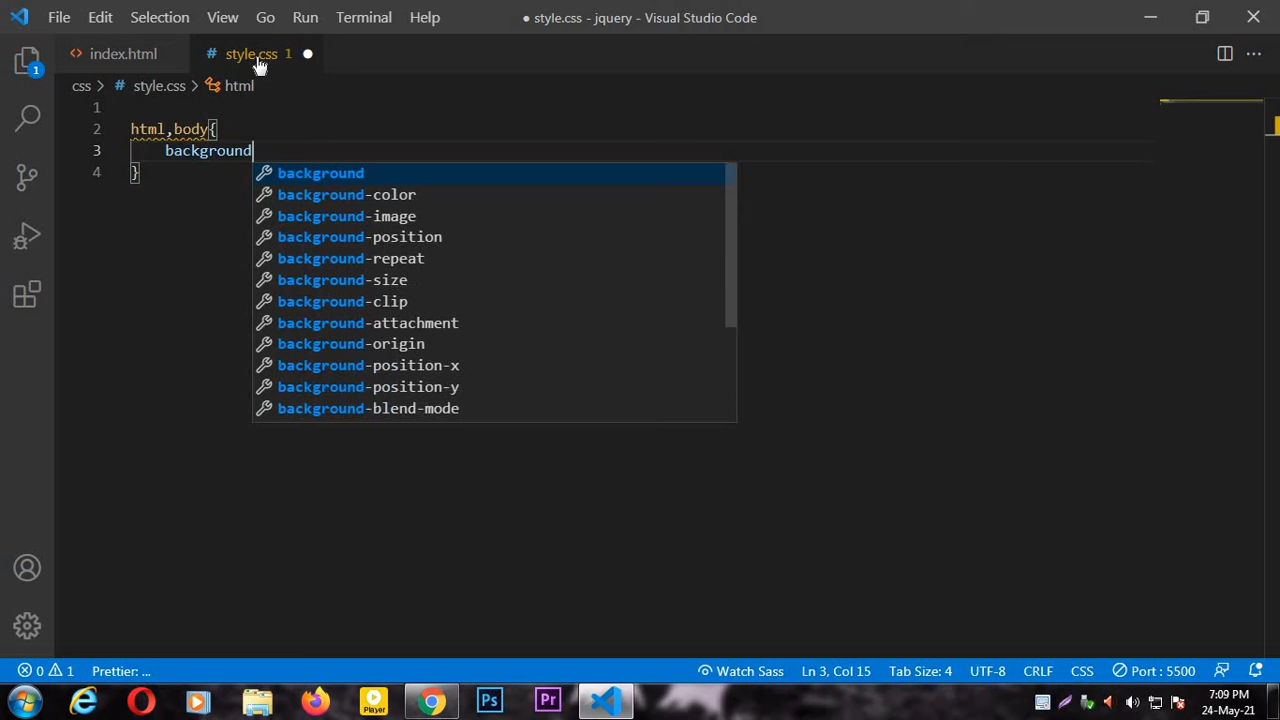 File Edit Selection View Go Run Terminal Help ● style.css - jquery - Visual Studio Code
<> index.html # style.css 1 ●
css > # style.css > html
1
2 html,body{
3 background
4 }
background
background-color
background-image
background-position
background-repeat
background-size
background-clip
background-attachment
background-origin
background-position-x
background-position-y
background-blend-mode
1
0 1 Prettier: ... Watch Sass Ln 3, Col 15 Tab Size: 4 UTF-8 CRLF CSS Port : 5500
Player Ps Pr
7:09 PM
24-May-21